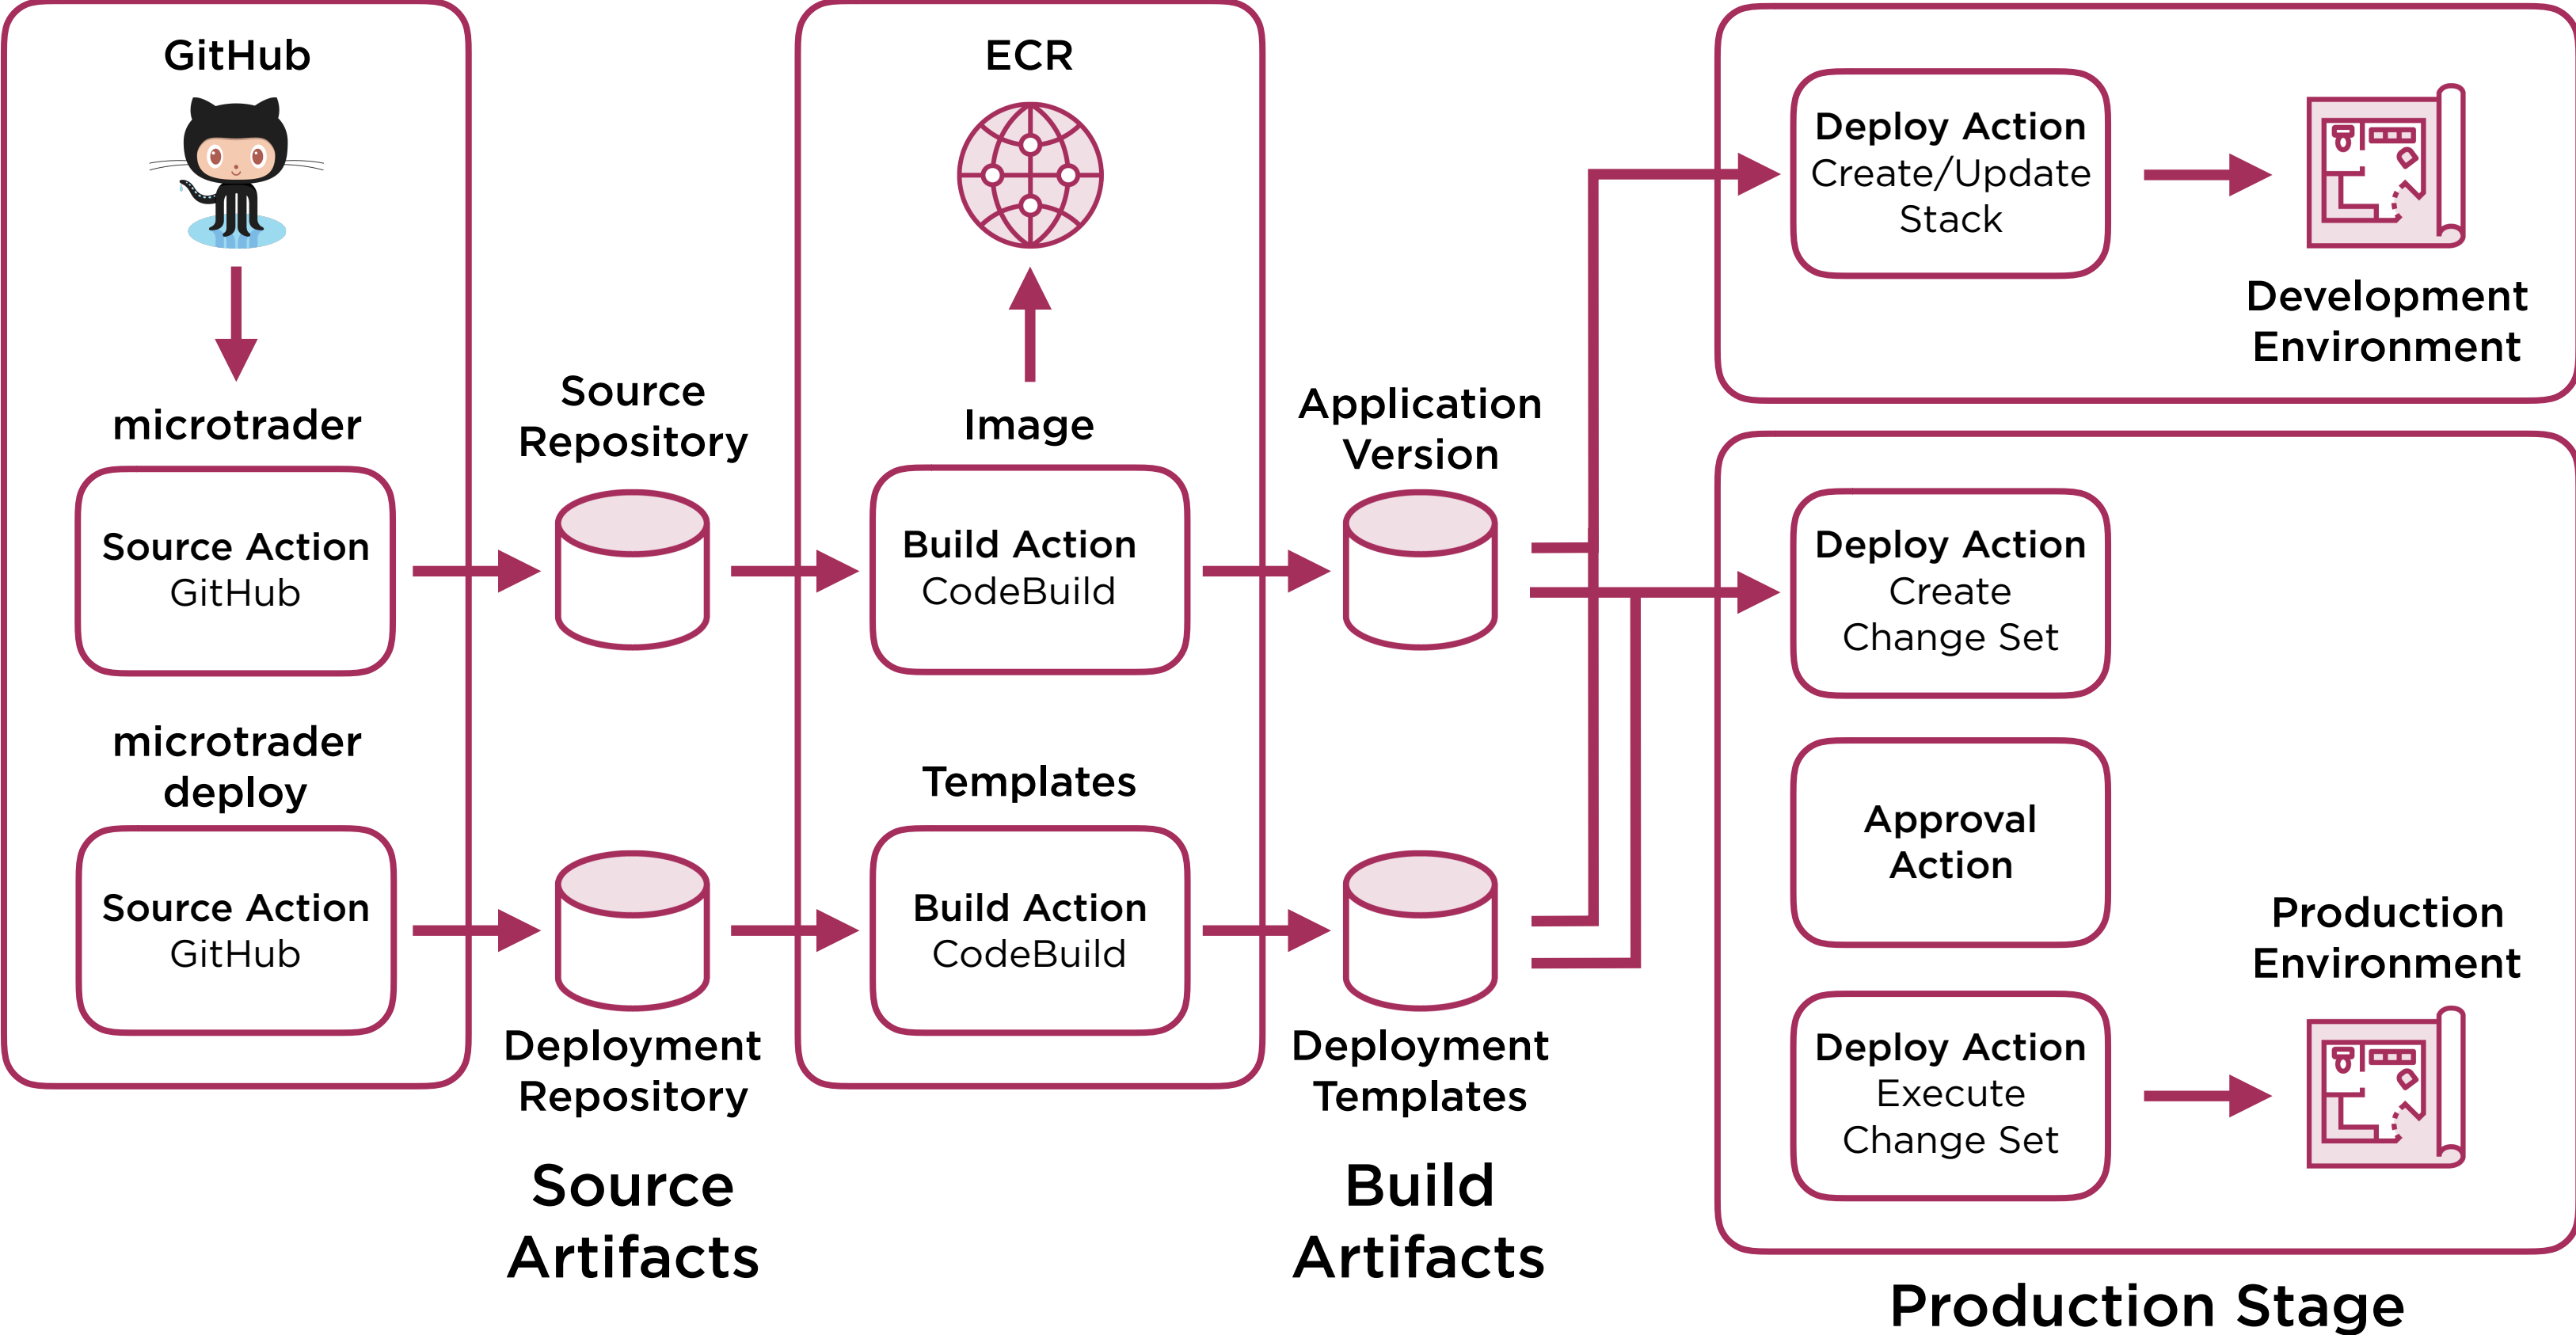 GitHub
microtrader
Source Action
GitHub
microtrader
deploy
Source Action
GitHub
Source
Repository
Deployment
Repository
Source
Artifacts
ECR
Image
Build Action
CodeBuild
Templates
Build Action
CodeBuild
Application
Version
Deployment
Templates
Build
Artifacts
Deploy Action
Create/Update
Stack
Development
Environment
Deploy Action
Create
Change Set
Approval
Action
Deploy Action
Execute
Change Set
Production
Environment
Production Stage